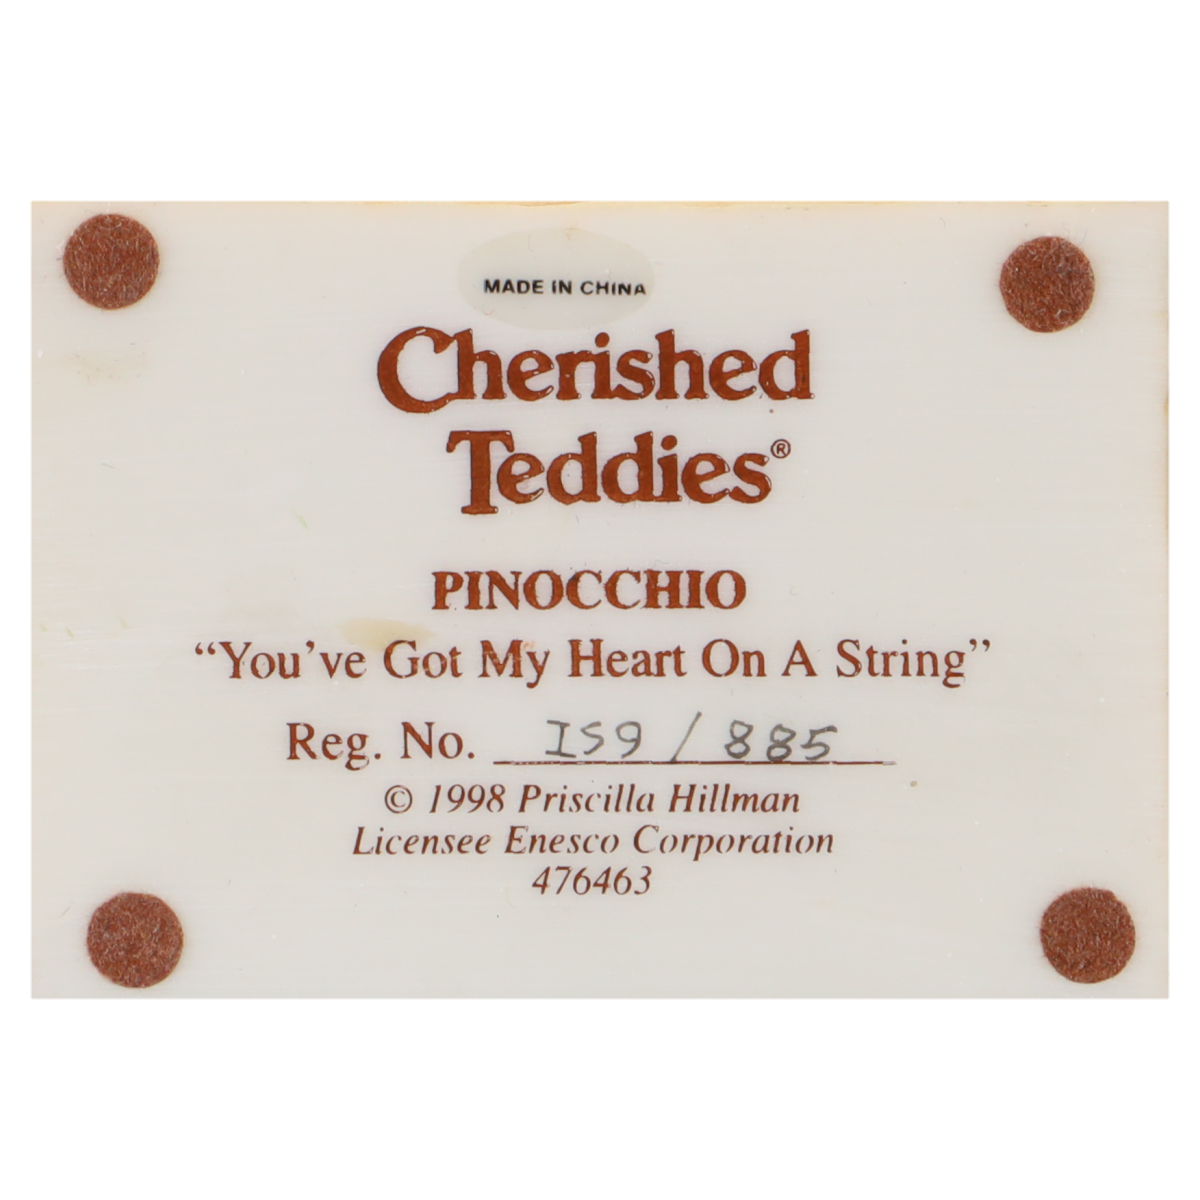 MADE IN CHINA
Cherished
Teddies®
PINOCCHIO
“You’ve Got My Heart On A String”
Reg. No. IS9 / 885
© 1998 Priscilla Hillman
Licensee Enesco Corporation
476463